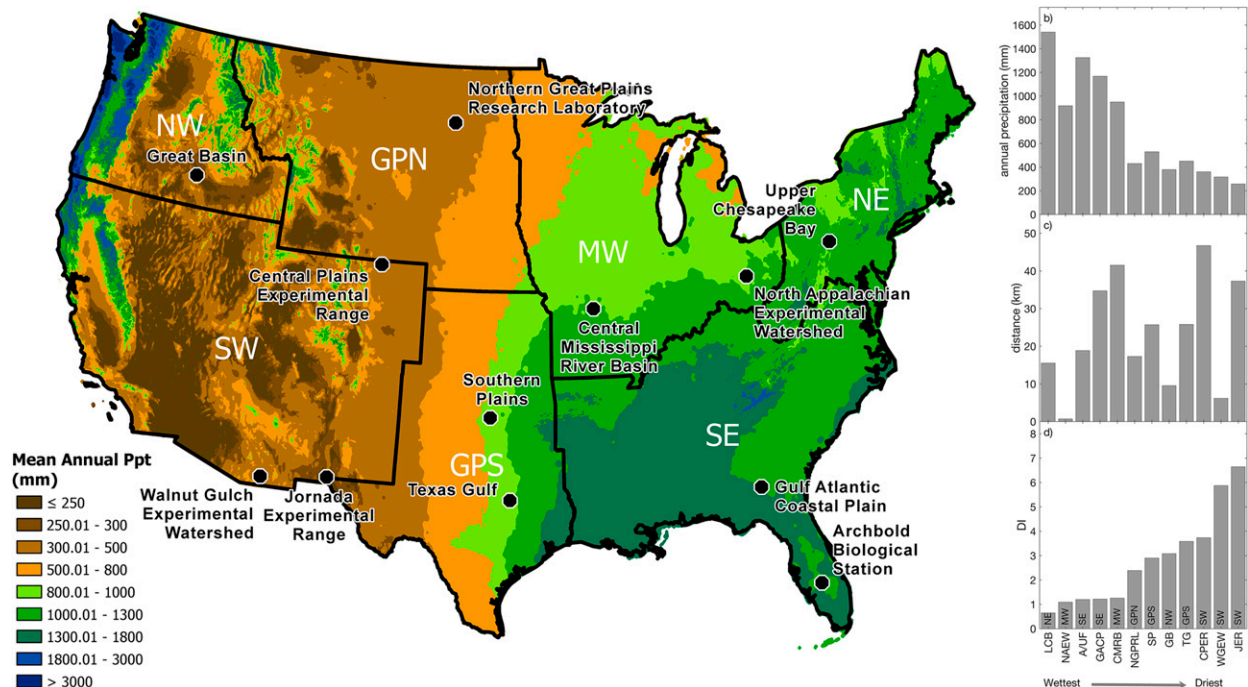 Northern Great Plains
Research Laboratory
NW
Great Basin
GPN
Upper
Chesapeake
Bay
NE
MW
Central Plains
Experimental
Range
North Appalachian
Experimental
Watershed
Central
Mississippi
River Basin
SW
Southern
Plains
SE
GPS
Texas Gulf
Gulf Atlantic
Coastal Plain
Archbold
Biological
Station
Walnut Gulch
Experimental
Watershed
Jornada
Experimental
Range
Mean Annual Ppt
(mm)
≤ 250
250.01 - 300
300.01 - 500
500.01 - 800
800.01 - 1000
1000.01 - 1300
1300.01 - 1800
1800.01 - 3000
> 3000
b)
annual precipitation (mm)
1600
1400
1200
1000
800
600
400
200
0
c)
distance (km)
50
40
30
20
10
0
d)
DI
8
7
6
5
4
3
2
1
0
NE
MW
SE
SE
MW
GPN
GPS
NW
GPS
SW
SW
SW
LCB
NAEW
A/UF
GACP
CMRB
NGPRL
SP
GB
TG
CPER
WGEW
JER
Wettest
Driest